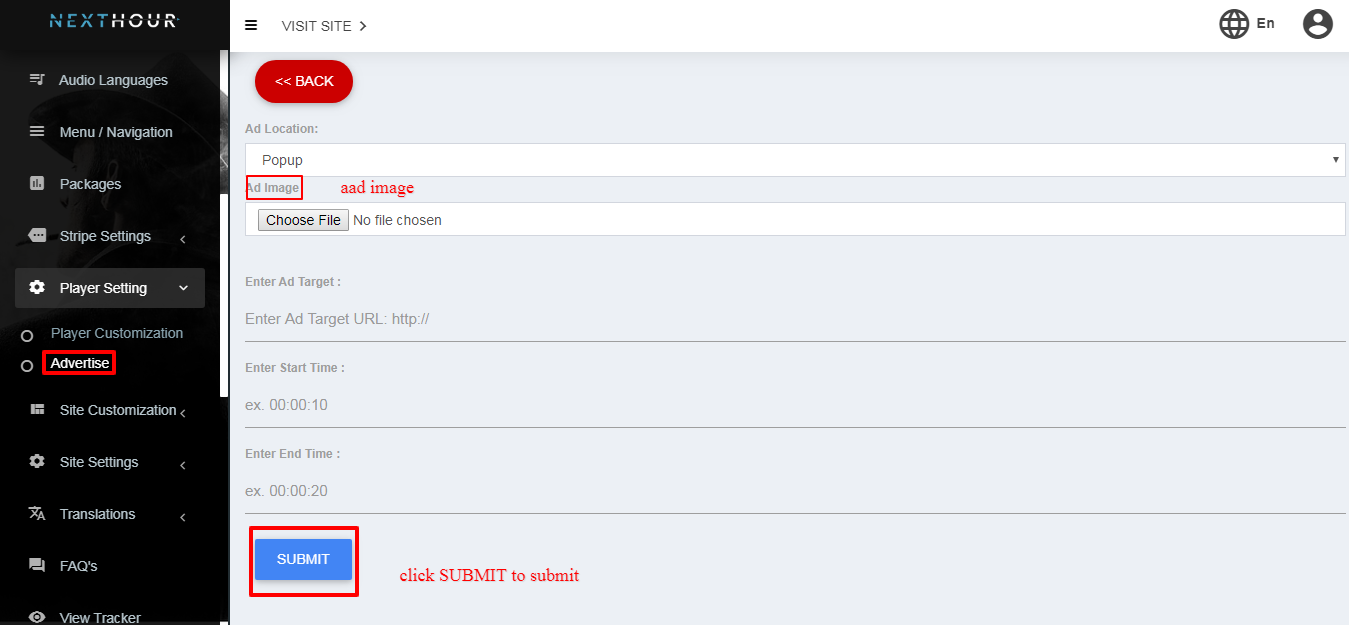 NEXTHOUR
VISIT SITE
En
Audio Languages
Menu / Navigation
Packages
Stripe Settings
Player Setting
Player Customization
Advertise
Site Customization
Site Settings
Translations
FAQ's
View Tracker
<< BACK
Ad Location:
Popup
Ad Image aad image
Choose File No file chosen
Enter Ad Target :
Enter Ad Target URL: http://
Enter Start Time :
ex. 00:00:10
Enter End Time :
ex. 00:00:20
SUBMIT
click SUBMIT to submit